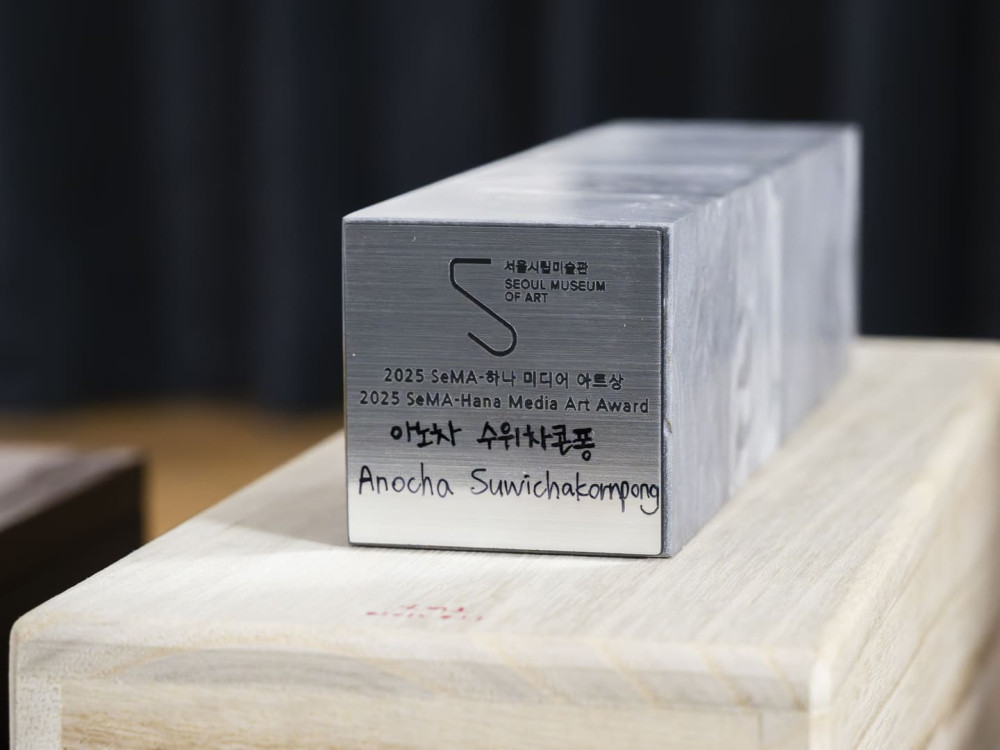 서울시립미술관
SEOUL MUSEUM
OF ART
2025 SeMA-하나 미디어 아트상
2025 SeMA-Hana Media Art Award
아노차 수위차콘퐁
Anocha Suwichakornpong